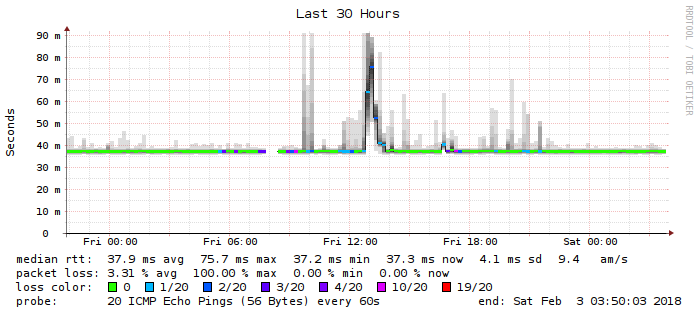 Last 30 Hours
RRDTOOL / TOBI OETIKER
Seconds
90 m
80 m
70 m
60 m
50 m
40 m
30 m
20 m
10 m
0
Fri 00:00 Fri 06:00 Fri 12:00 Fri 18:00 Sat 00:00
median rtt: 37.9 ms avg 75.7 ms max 37.2 ms min 37.3 ms now 4.1 ms sd 9.4 am/s
packet loss: 3.31 % avg 100.00 % max 0.00 % min 0.00 % now
loss color: 0 1/20 2/20 3/20 4/20 10/20 19/20
probe: 20 ICMP Echo Pings (56 Bytes) every 60s end: Sat Feb 3 03:50:03 2018